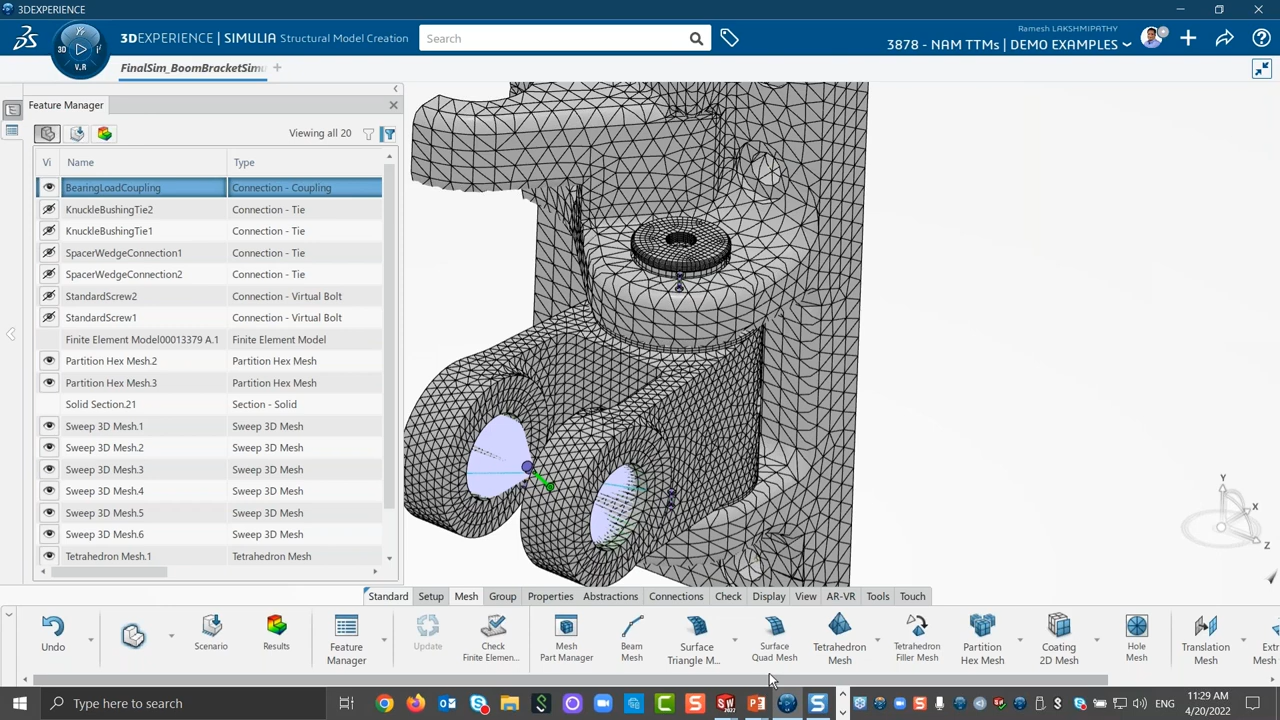 3DEXPERIENCE
3DEXPERIENCE | SIMULIA Structural Model Creation
Search
Ramesh LAKSHMIPATHY
3878 - NAM TTMs | DEMO EXAMPLES
3D
V.R
FinalSim_BoomBracketSimu
Feature Manager
Viewing all 20
Vi Name Type
BearingLoadCoupling Connection - Coupling
KnuckleBushingTie2 Connection - Tie
KnuckleBushingTie1 Connection - Tie
SpacerWedgeConnection1 Connection - Tie
SpacerWedgeConnection2 Connection - Tie
StandardScrew2 Connection - Virtual Bolt
StandardScrew1 Connection - Virtual Bolt
Finite Element Model00013379 A.1 Finite Element Model
Partition Hex Mesh.2 Partition Hex Mesh
Partition Hex Mesh.3 Partition Hex Mesh
Solid Section.21 Section - Solid
Sweep 3D Mesh.1 Sweep 3D Mesh
Sweep 3D Mesh.2 Sweep 3D Mesh
Sweep 3D Mesh.3 Sweep 3D Mesh
Sweep 3D Mesh.4 Sweep 3D Mesh
Sweep 3D Mesh.5 Sweep 3D Mesh
Sweep 3D Mesh.6 Sweep 3D Mesh
Tetrahedron Mesh.1 Tetrahedron Mesh
Y
X
Z
Standard Setup Mesh Group Properties Abstractions Connections Check Display View AR-VR Tools Touch
Undo
Scenario
Results
Feature Manager
Update
Check Finite Elemen...
Mesh Part Manager
Beam Mesh
Surface Triangle M...
Surface Quad Mesh
Tetrahedron Mesh
Tetrahedron Filler Mesh
Partition Hex Mesh
Coating 2D Mesh
Hole Mesh
Translation Mesh
Extr Mesh
Type here to search
ENG
11:29 AM
4/20/2022